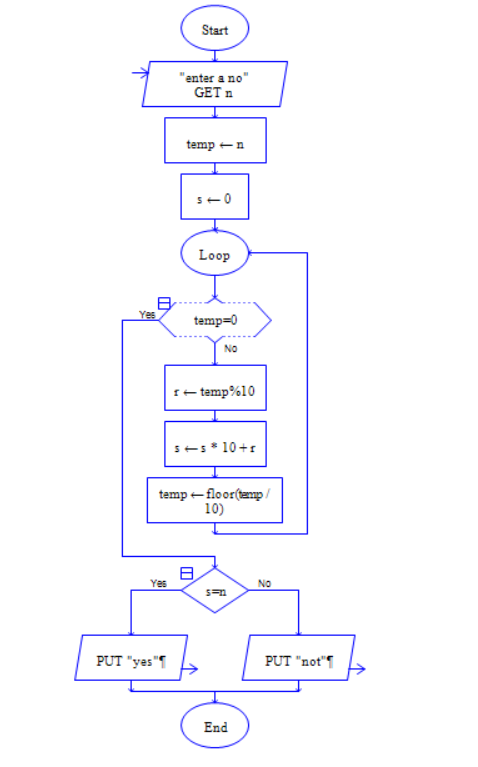 Start
"enter a no"
GET n
temp ← n
s ← 0
Loop
Yes
temp=0
No
r ← temp%10
s ← s * 10 + r
temp ← floor(temp /
10)
Yes
s=n
No
PUT "yes"¶
PUT "not"¶
End